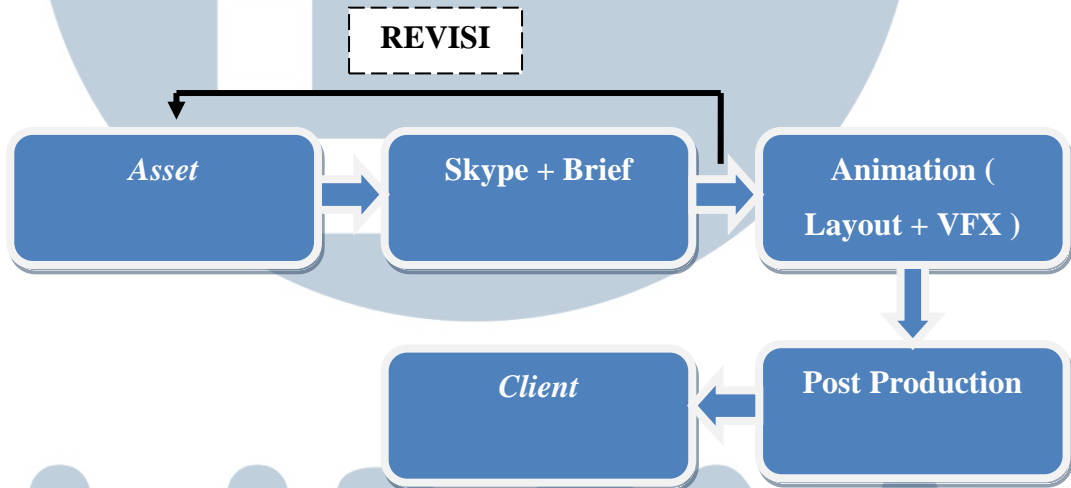 REVISI
Asset
Skype + Brief
Animation (
Layout + VFX )
Client
Post Production